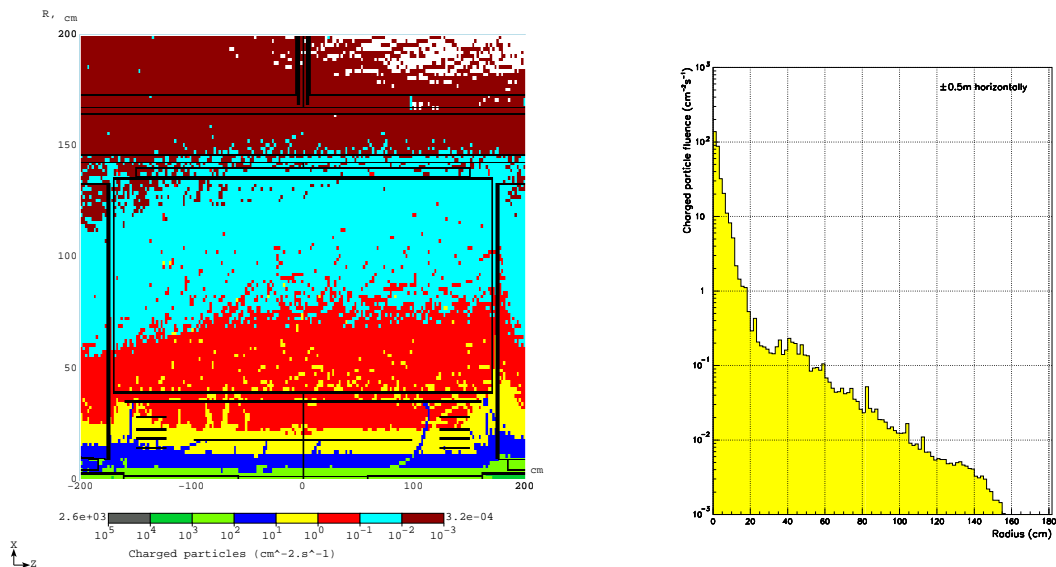 R, cm
200
150
100
50
0
-200 -100 0 100 200
cm
2.6e+03 3.2e-04
10^5 10^4 10^3 10^2 10^1 10^0 10^-1 10^-2 10^-3
Charged particles (cm^-2.s^-1)
X
Z
±0.5m horizontally
Charged particle fluence (cm^-2 s^-1)
10^3
10^2
10
1
10^-1
10^-2
10^-3
0 20 40 60 80 100 120 140 160 180
Radius (cm)